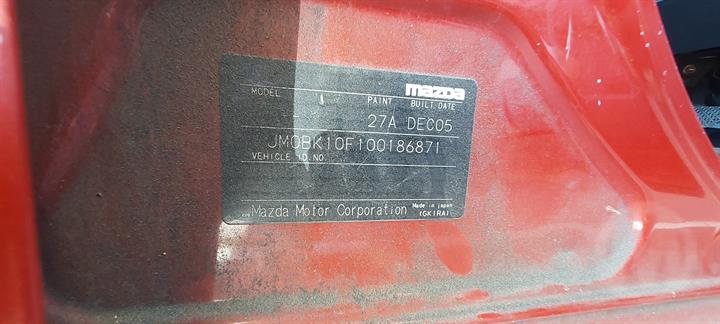 mazda
MODEL PAINT BUILT DATE
27A DEC05
JM0BK10F100186871
VEHICLE ID.NO.
Mazda Motor Corporation Made in japan
(GK1RA)